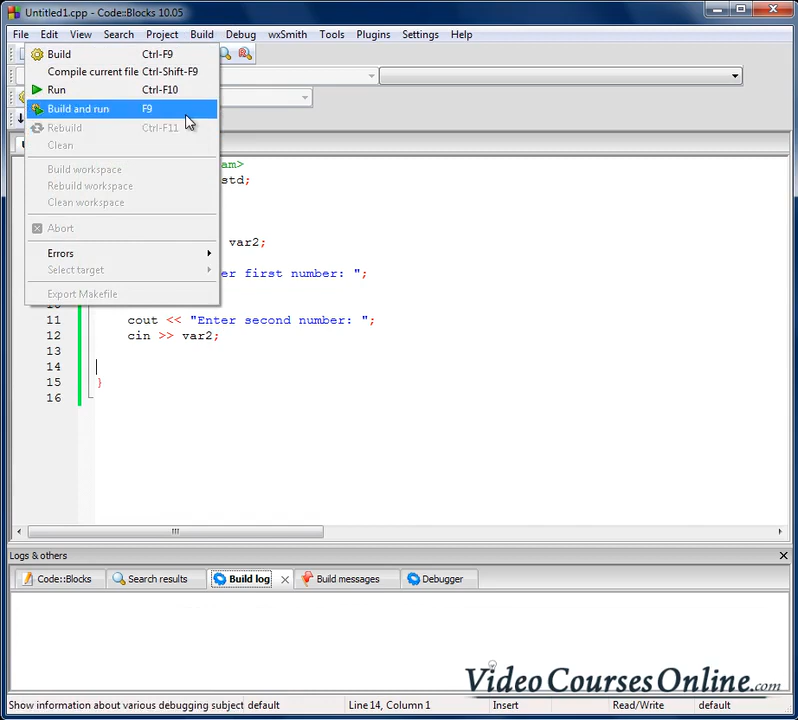 Untitled1.cpp - Code::Blocks 10.05
File Edit View Search Project Build Debug wxSmith Tools Plugins Settings Help
Build Ctrl-F9
Compile current file Ctrl-Shift-F9
Run Ctrl-F10
Build and run F9
Rebuild Ctrl-F11
Clean
Build workspace
Rebuild workspace
Clean workspace
Abort
Errors
Select target
Export Makefile
am>
std;
var2;
er first number: ";
11 cout << "Enter second number: ";
12 cin >> var2;
13
14
15 }
16
Logs & others
Code::Blocks Search results Build log Build messages Debugger
VideoCoursesOnline.com
Show information about various debugging subject default Line 14, Column 1 Insert Read/Write default